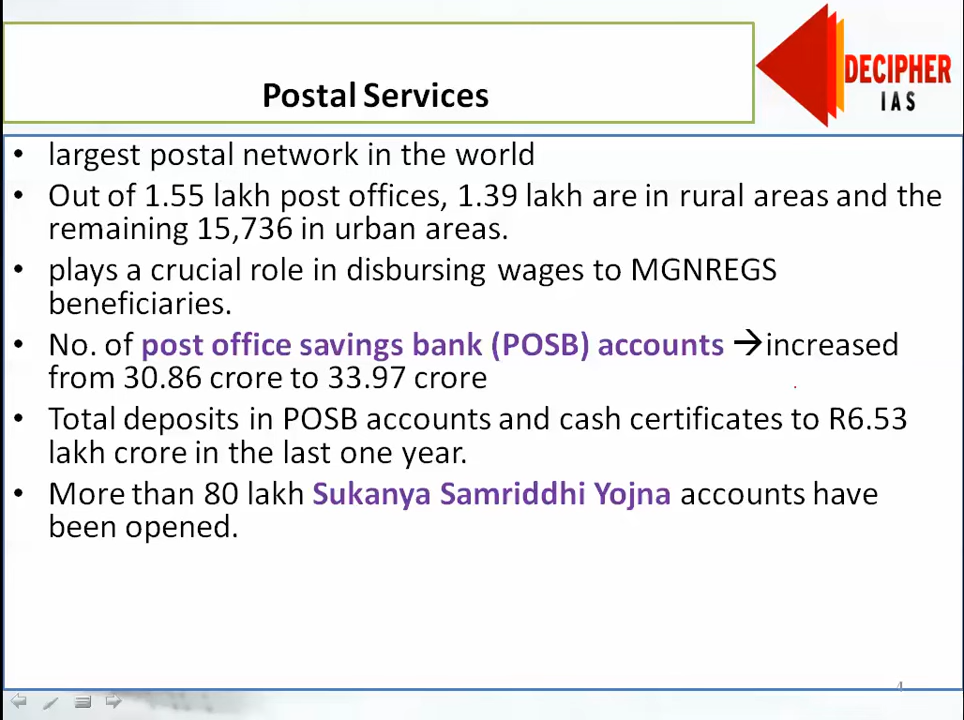 Postal Services
DECIPHER
IAS
• largest postal network in the world
• Out of 1.55 lakh post offices, 1.39 lakh are in rural areas and the
remaining 15,736 in urban areas.
• plays a crucial role in disbursing wages to MGNREGS
beneficiaries.
• No. of post office savings bank (POSB) accounts →increased
from 30.86 crore to 33.97 crore
• Total deposits in POSB accounts and cash certificates to R6.53
lakh crore in the last one year.
• More than 80 lakh Sukanya Samriddhi Yojna accounts have
been opened.
4